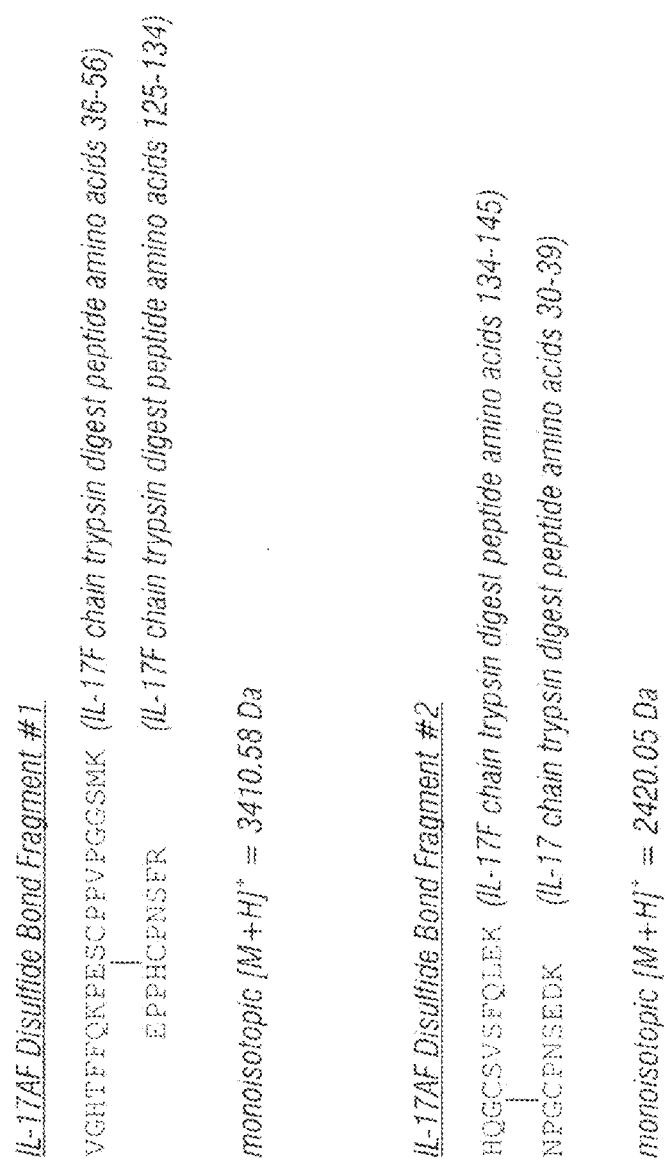 IL-17AF Disulfide Bond Fragment #1
VGHTFFQKPESCPPVPGGSMK (IL-17F chain trypsin digest peptide amino acids 36-56)
EPPHCPNSFR (IL-17F chain trypsin digest peptide amino acids 125-134)
monoisotopic [M+H]+ = 3410.58 Da
IL-17AF Disulfide Bond Fragment #2
HQGCSVSFQLEK (IL-17F chain trypsin digest peptide amino acids 134-145)
NPGCPNSEDK (IL-17 chain trypsin digest peptide amino acids 30-39)
monoisotopic [M+H]+ = 2420.05 Da